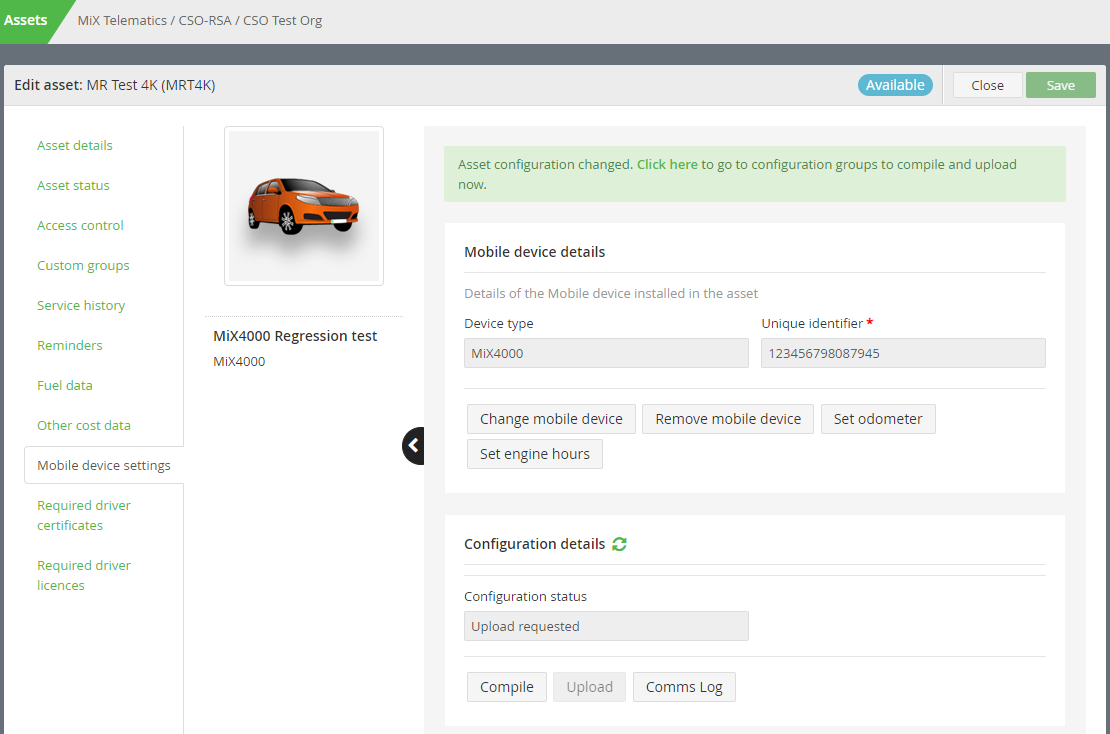 Assets
MiX Telematics / CSO-RSA / CSO Test Org
Edit asset: MR Test 4K (MRT4K)
Available
Close
Save
Asset details
Asset status
Access control
Custom groups
Service history
Reminders
Fuel data
Other cost data
Mobile device settings
Required driver
certificates
Required driver
licences
MiX4000 Regression test
MiX4000
Asset configuration changed. Click here to go to configuration groups to compile and upload
now.
Mobile device details
Details of the Mobile device installed in the asset
Device type
Unique identifier *
MiX4000
123456798087945
Change mobile device
Remove mobile device
Set odometer
Set engine hours
Configuration details
Configuration status
Upload requested
Compile
Upload
Comms Log